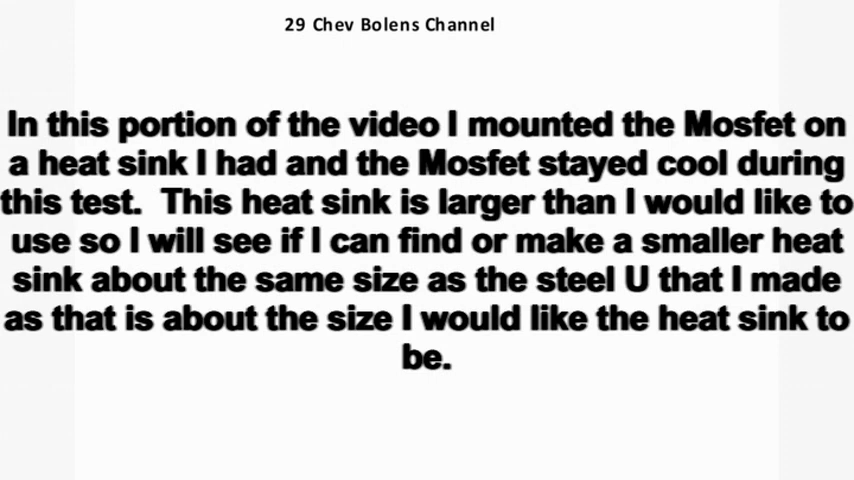 29 Chev Bolens Channel
In this portion of the video I mounted the Mosfet on
a heat sink I had and the Mosfet stayed cool during
this test.  This heat sink is larger than I would like to
use so I will see if I can find or make a smaller heat
sink about the same size as the steel U that I made
as that is about the size I would like the heat sink to
be.